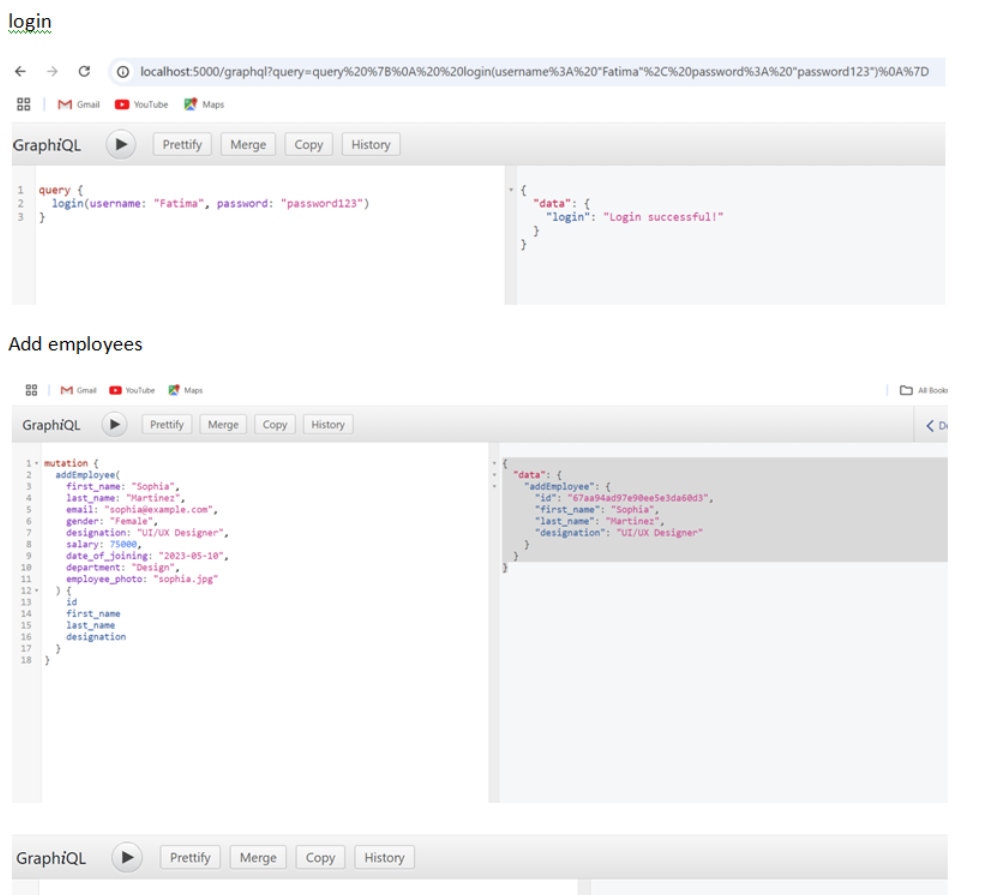 login
localhost:5000/graphql?query=query%20%7B%0A%20%20login(username%3A%20"Fatima"%2C%20password%3A%20"password123")%0A%7D
Gmail YouTube Maps
GraphiQL Prettify Merge Copy History
1 query {
2 login(username: "Fatima", password: "password123")
3 }
{
"data": {
"login": "Login successful!"
}
}
Add employees
Gmail YouTube Maps All Book
GraphiQL Prettify Merge Copy History D
1 mutation {
2 addEmployee(
3 first_name: "Sophia",
4 last_name: "Martinez",
5 email: "sophia@example.com",
6 gender: "Female",
7 designation: "UI/UX Designer",
8 salary: 75000,
9 date_of_joining: "2023-05-10",
10 department: "Design",
11 employee_photo: "sophia.jpg"
12 ) {
13 id
14 first_name
15 last_name
16 designation
17 }
18 }
{
"data": {
"addEmployee": {
"id": "67aa94ad97e90ee5e3da60d3",
"first_name": "Sophia",
"last_name": "Martinez",
"designation": "UI/UX Designer"
}
}
}
GraphiQL Prettify Merge Copy History